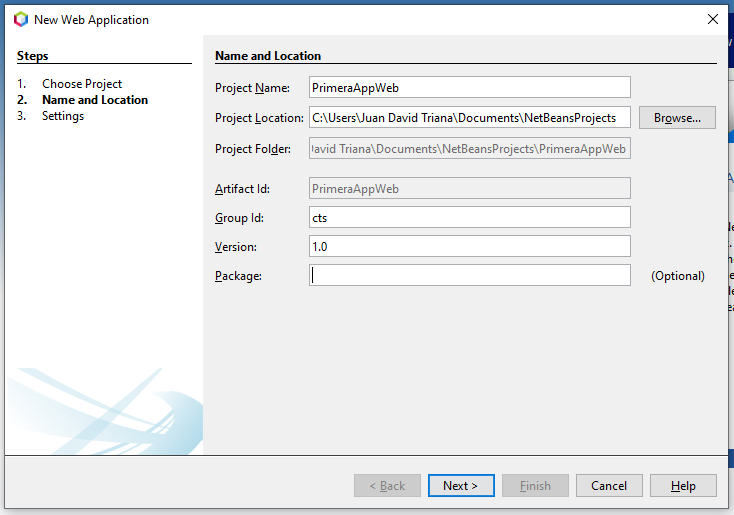 New Web Application
Steps
1. Choose Project
2. Name and Location
3. Settings
Name and Location
Project Name: PrimeraAppWeb
Project Location: C:\Users\Juan David Triana\Documents\NetBeansProjects Browse...
Project Folder: David Triana\Documents\NetBeansProjects\PrimeraAppWeb
Artifact Id: PrimeraAppWeb
Group Id: cts
Version: 1.0
Package: (Optional)
< Back Next > Finish Cancel Help